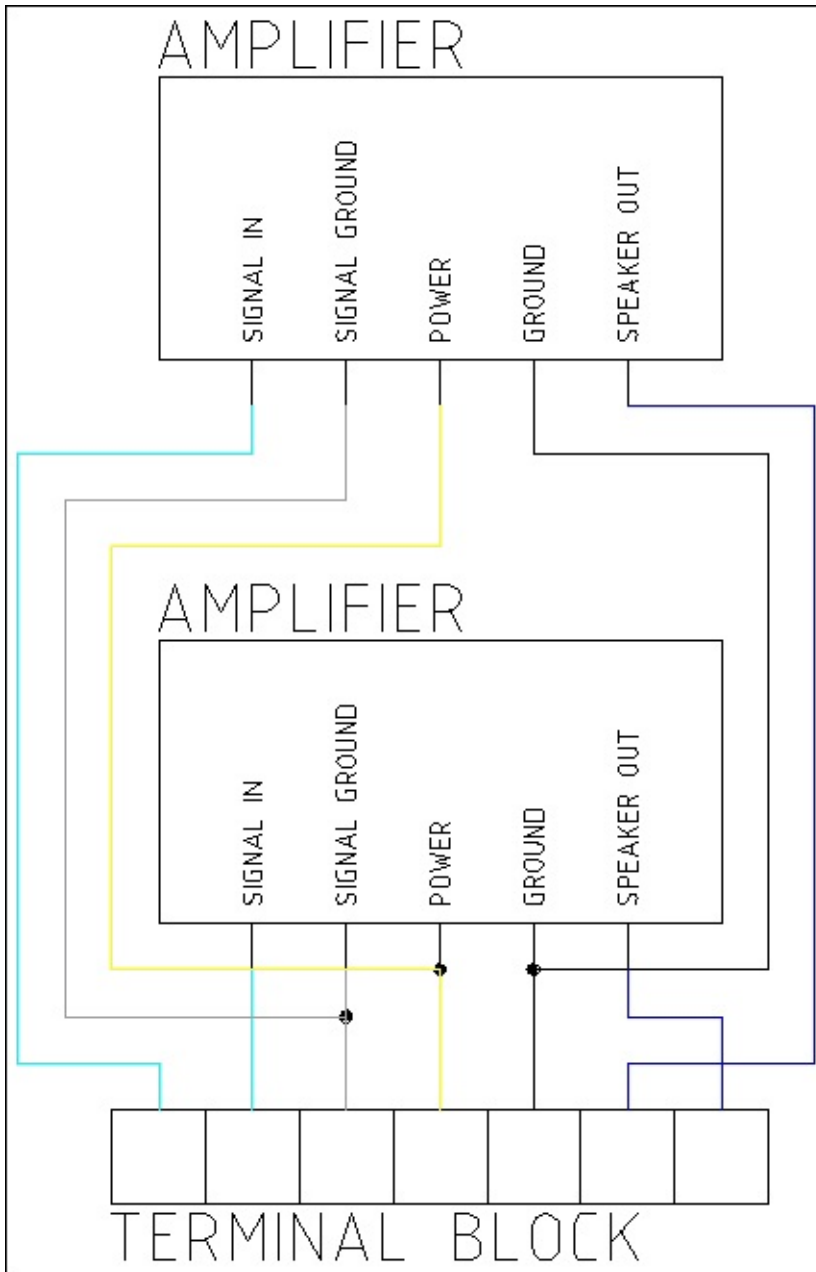 AMPLIFIER
SIGNAL IN
SIGNAL GROUND
POWER
GROUND
SPEAKER OUT
AMPLIFIER
SIGNAL IN
SIGNAL GROUND
POWER
GROUND
SPEAKER OUT
TERMINAL BLOCK